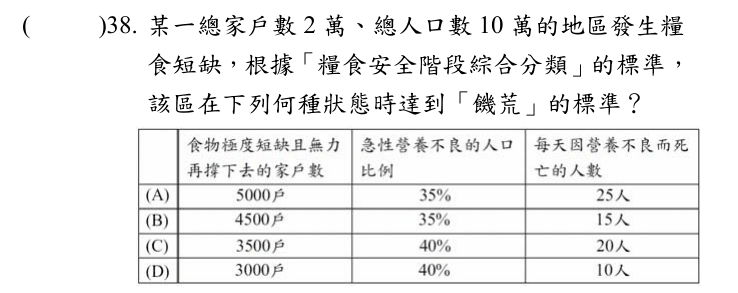 (　　)38. 某一總家戶數 2 萬、總人口數 10 萬的地區發生糧
食短缺，根據「糧食安全階段綜合分類」的標準，
該區在下列何種狀態時達到「饑荒」的標準？
食物極度短缺且無力 急性營養不良的人口 每天因營養不良而死
再撐下去的家戶數 比例 亡的人數
(A) 5000戶 35% 25人
(B) 4500戶 35% 15人
(C) 3500戶 40% 20人
(D) 3000戶 40% 10人